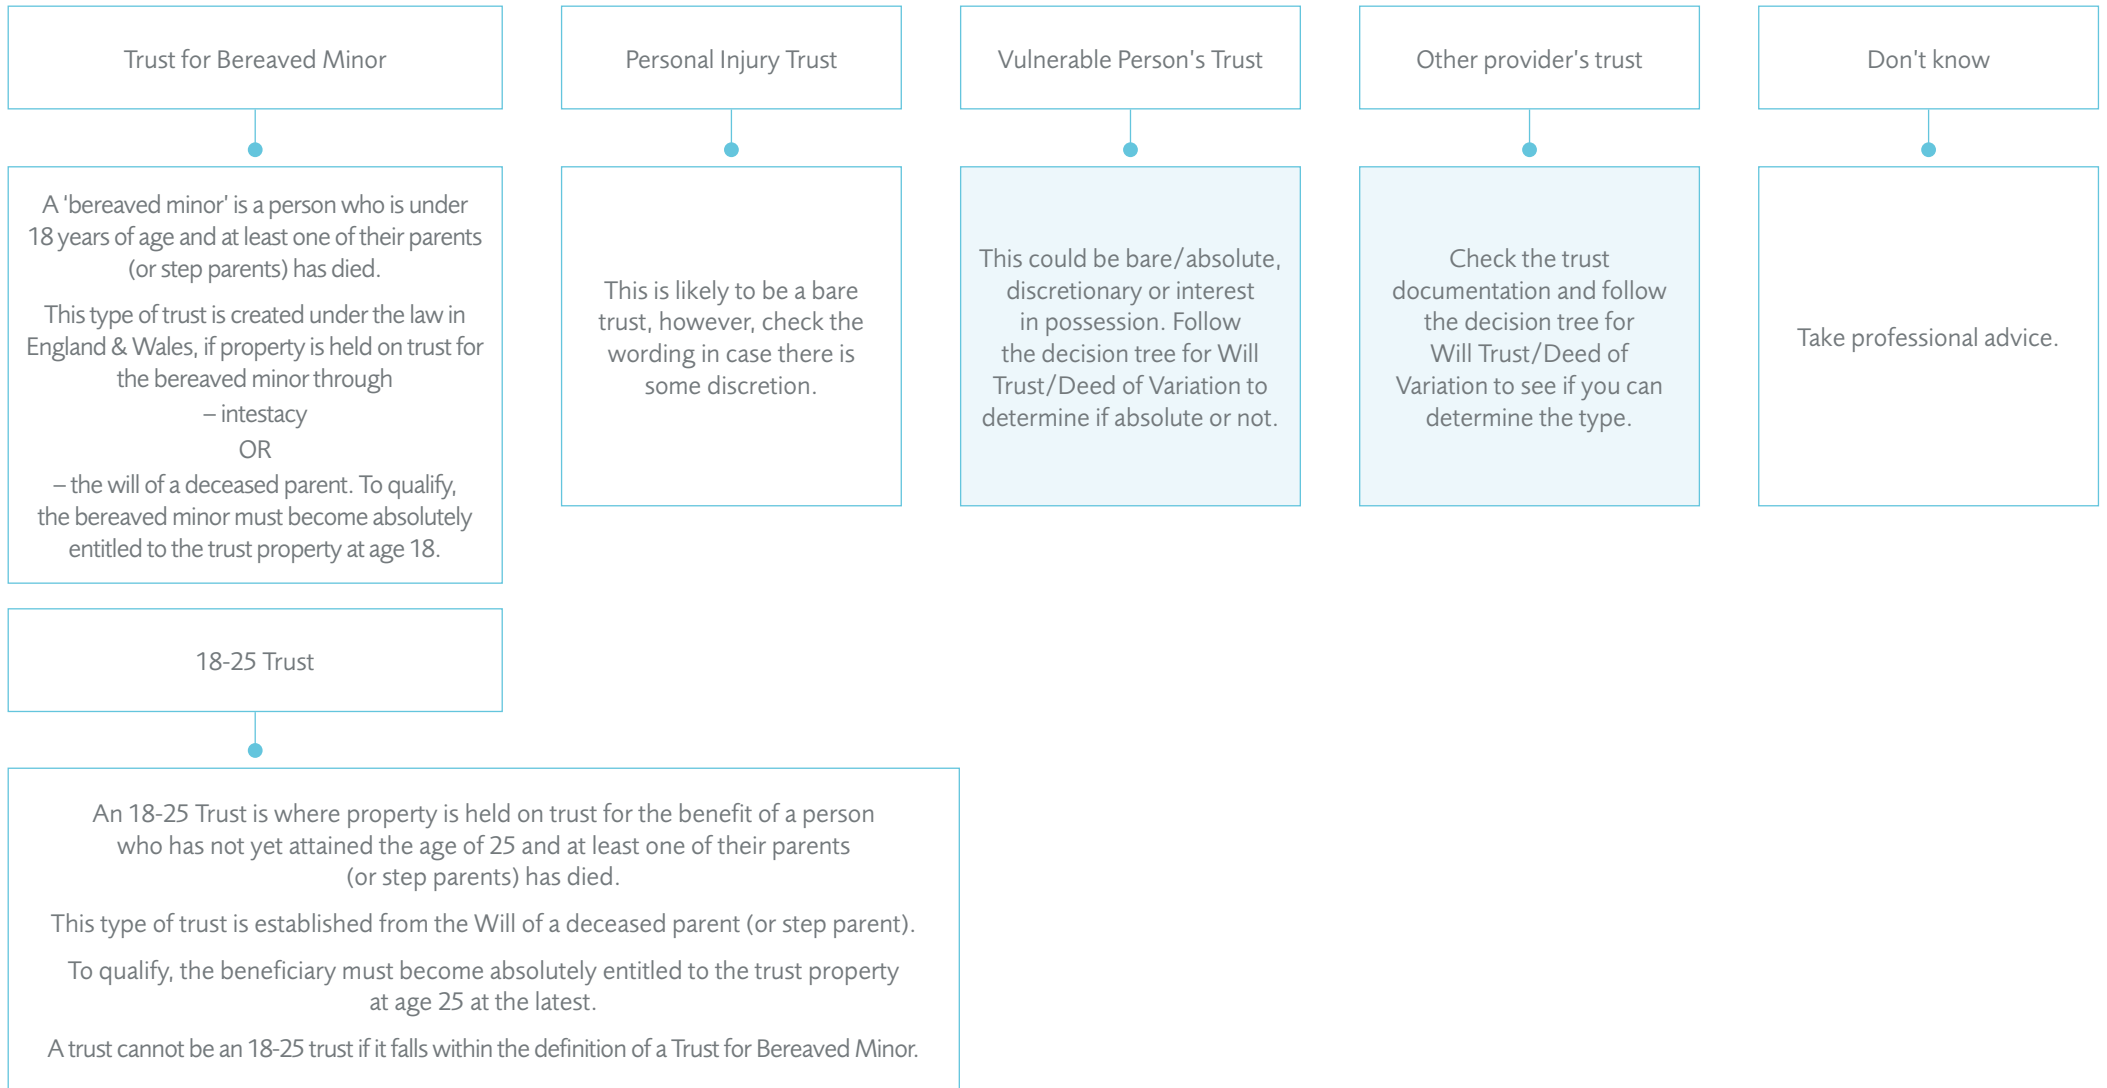 Trust for Bereaved Minor
A ‘bereaved minor’ is a person who is under
18 years of age and at least one of their parents
(or step parents) has died.
This type of trust is created under the law in
England & Wales, if property is held on trust for
the bereaved minor through
– intestacy
OR
– the will of a deceased parent. To qualify,
the bereaved minor must become absolutely
entitled to the trust property at age 18.
Personal Injury Trust
This is likely to be a bare
trust, however, check the
wording in case there is
some discretion.
Vulnerable Person's Trust
This could be bare/absolute,
discretionary or interest
in possession. Follow
the decision tree for Will
Trust/Deed of Variation to
determine if absolute or not.
Other provider's trust
Check the trust
documentation and follow
the decision tree for
Will Trust/Deed of
Variation to see if you can
determine the type.
Don't know
Take professional advice.
18-25 Trust
An 18-25 Trust is where property is held on trust for the benefit of a person
who has not yet attained the age of 25 and at least one of their parents
(or step parents) has died.
This type of trust is established from the Will of a deceased parent (or step parent).
To qualify, the beneficiary must become absolutely entitled to the trust property
at age 25 at the latest.
A trust cannot be an 18-25 trust if it falls within the definition of a Trust for Bereaved Minor.